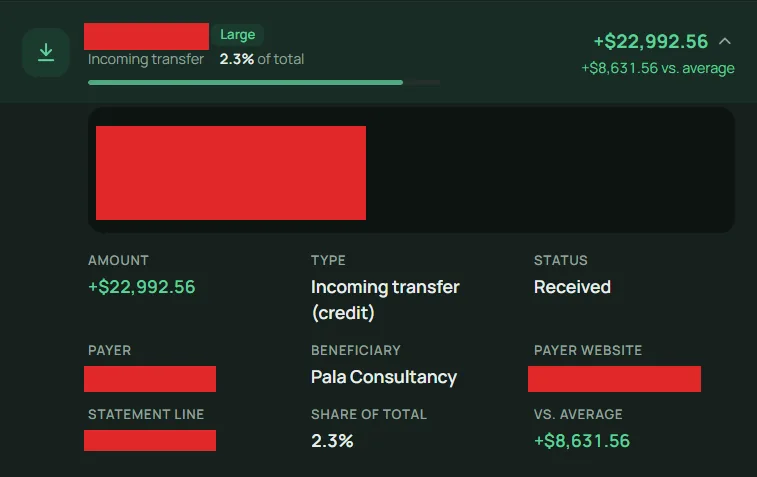 Large
+$22,992.56
Incoming transfer 2.3% of total
+$8,631.56 vs. average
AMOUNT TYPE STATUS
+$22,992.56 Incoming transfer Received
(credit)
PAYER BENEFICIARY PAYER WEBSITE
Pala Consultancy
STATEMENT LINE SHARE OF TOTAL VS. AVERAGE
2.3% +$8,631.56